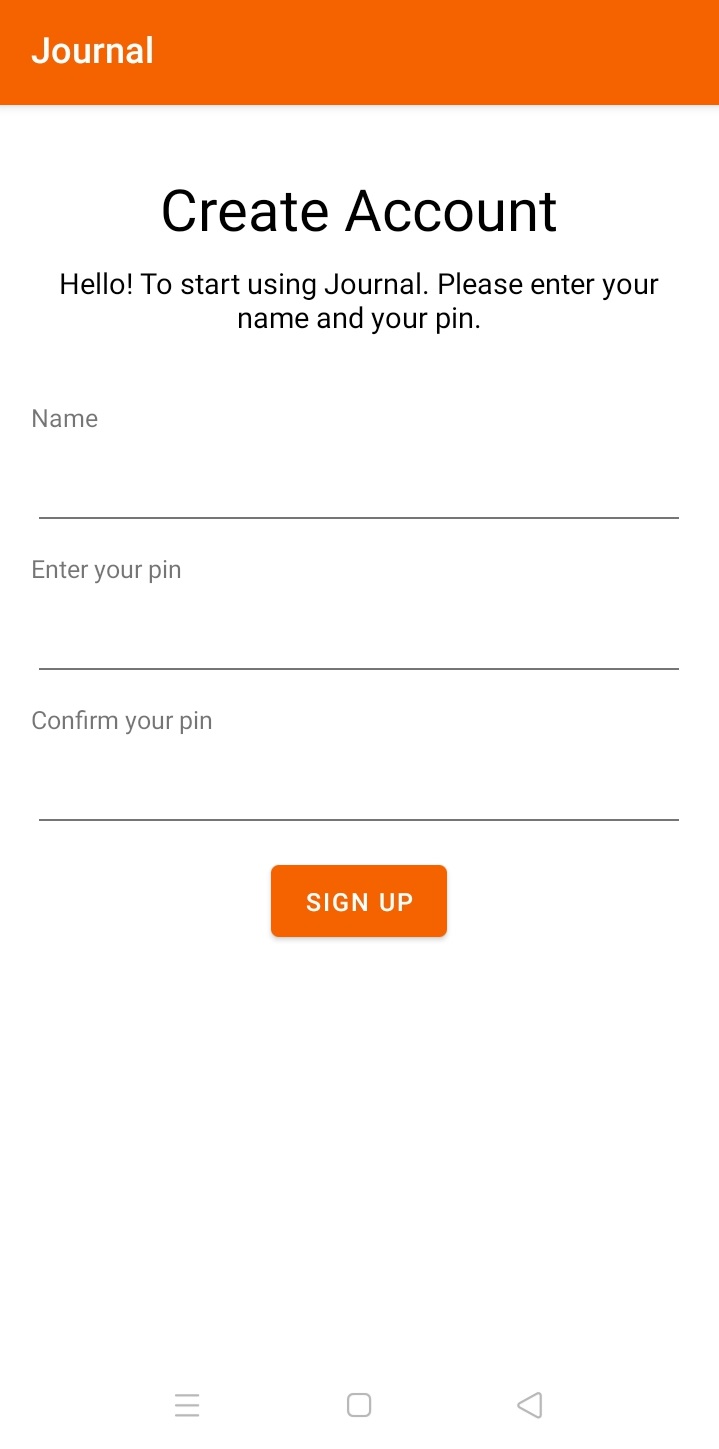 Journal
Create Account
Hello! To start using Journal. Please enter your
name and your pin.
Name
Enter your pin
Confirm your pin
SIGN UP